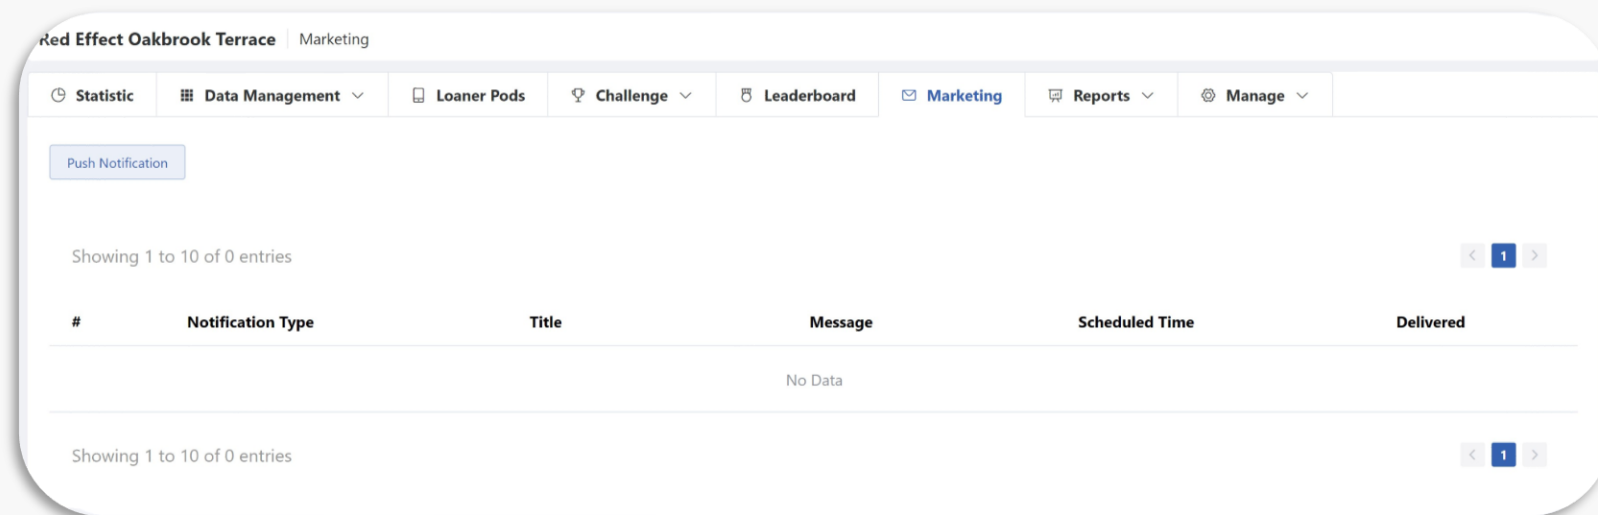 Red Effect Oakbrook Terrace Marketing
Statistic Data Management Loaner Pods Challenge Leaderboard Marketing Reports Manage
Push Notification
Showing 1 to 10 of 0 entries 1
# Notification Type Title Message Scheduled Time Delivered
No Data
Showing 1 to 10 of 0 entries 1